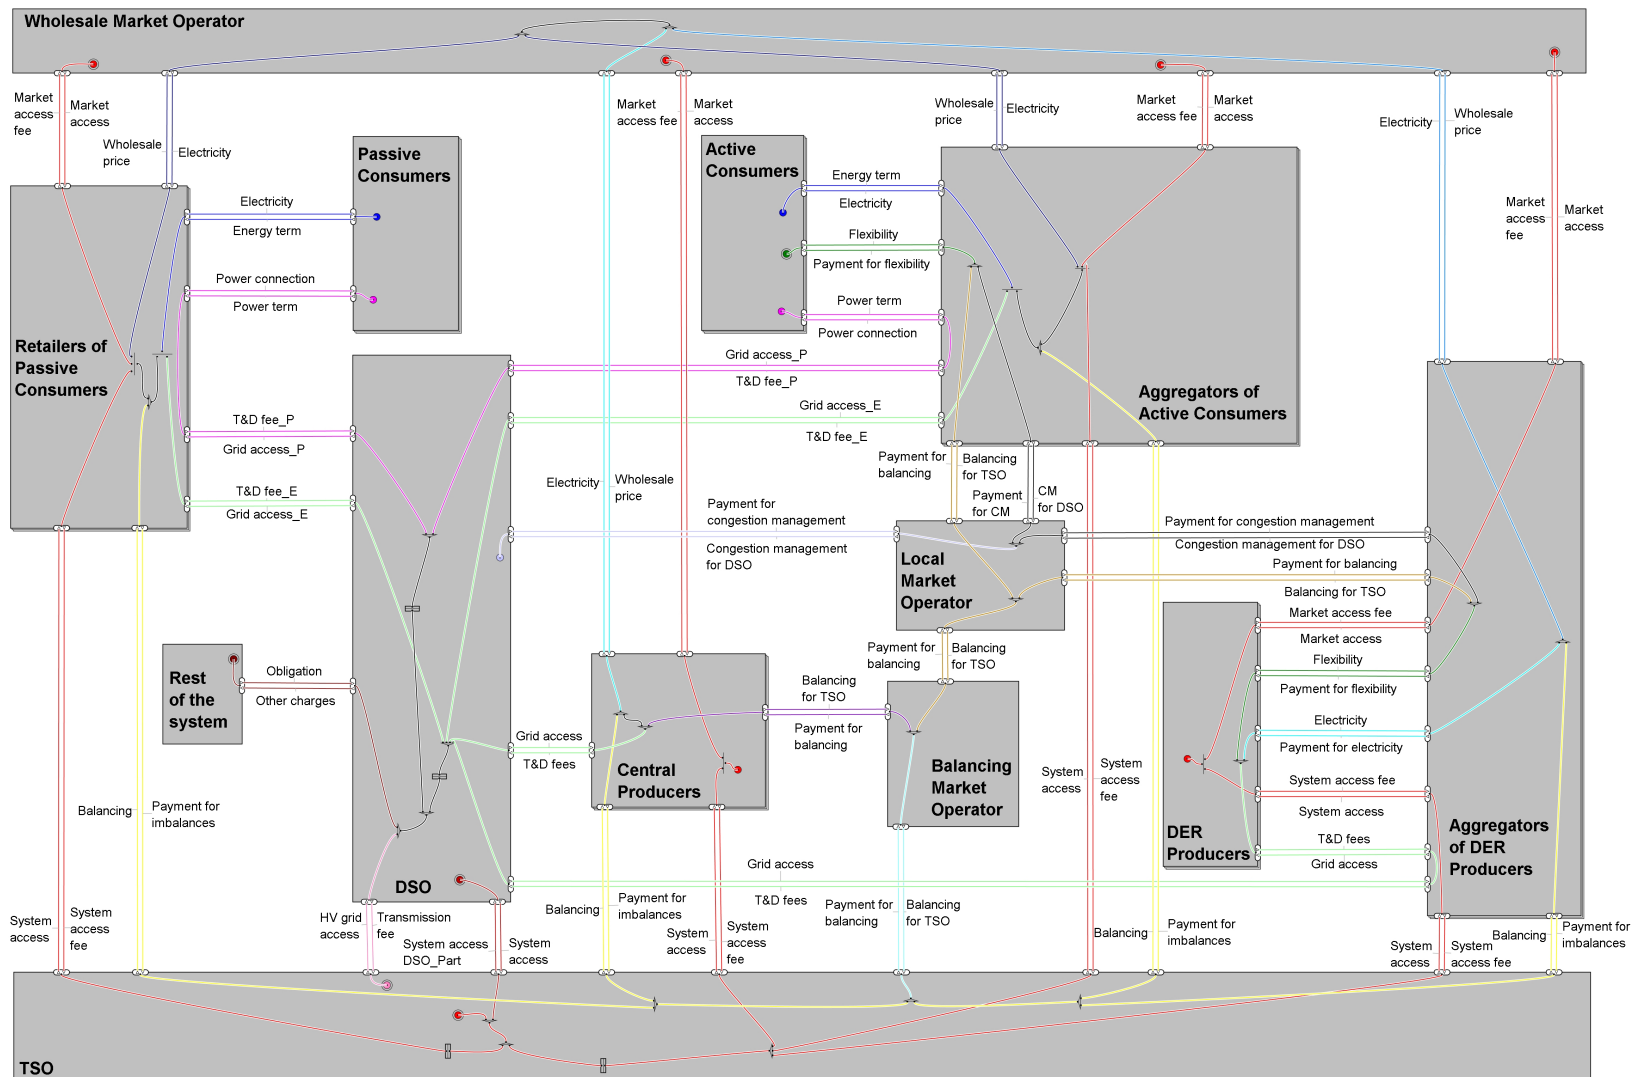 Wholesale Market Operator
Market
access
fee
Market
access
Wholesale
price
Electricity
Market
access fee
Market
access
Wholesale
price
Electricity
Market
access fee
Market
access
Electricity
Wholesale
price
Market
access
fee
Market
access
Passive
Consumers
Electricity
Energy term
Power connection
Power term
Active
Consumers
Energy term
Electricity
Flexibility
Payment for flexibility
Power term
Power connection
Retailers of
Passive
Consumers
Aggregators of
Active Consumers
Grid access_P
T&D fee_P
Grid access_E
T&D fee_E
T&D fee_P
Grid access_P
T&D fee_E
Grid access_E
Payment for
balancing
Balancing
for TSO
Payment
for CM
CM
for DSO
Electricity
Wholesale
price
Payment for
congestion management
Congestion management
for DSO
Payment for congestion management
Congestion management for DSO
Local
Market
Operator
Payment for balancing
Balancing for TSO
Market access fee
Market access
Flexibility
Payment for flexibility
Electricity
Payment for electricity
System access fee
System access
T&D fees
Grid access
DER
Producers
Aggregators
of DER
Producers
Payment for
balancing
Balancing
for TSO
Rest
of the
system
Obligation
Other charges
Balancing
for TSO
Payment for
balancing
Grid access
T&D fees
Central
Producers
Balancing
Market
Operator
System
access
System
access
fee
Balancing
Payment for
imbalances
DSO
Grid access
T&D fees
System
access
System
access
fee
HV grid
access
Transmission
fee
System access
DSO_Part
System
access
Balancing
Payment for
imbalances
System
access
System
access
fee
Payment for
balancing
Balancing
for TSO
Balancing
Payment for
imbalances
System
access
System
access fee
Balancing
Payment for
imbalances
TSO